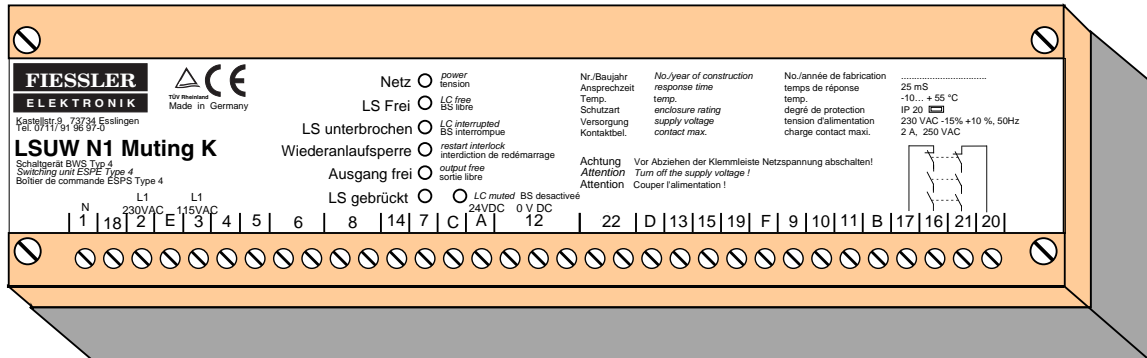 FIESSLER
ELEKTRONIK
TÜV Rheinland
Made in Germany
Kastellstr.9 73734 Esslingen
Tel. 0711/ 91 96 97-0
LSUW N1 Muting K
Schaltgerät BWS Typ 4
Switching unit ESPE Type 4
Boîtier de commande ESPS Type 4
Netz power
tension
LS Frei LC free
BS libre
LS unterbrochen LC interrupted
BS interrompue
Wiederanlaufsperre restart interlock
interdiction de redémarrage
Ausgang frei output free
sortie libre
LS gebrückt LC muted BS desactiveé
Nr./Baujahr No./year of construction No./année de fabrication ................................
Ansprechzeit response time temps de réponse 25 mS
Temp. temp. temp. -10... + 55 °C
Schutzart enclosure rating degré de protection IP 20
Versorgung supply voltage tension d'alimentation 230 VAC -15% +10 %, 50Hz
Kontaktbel. contact max. charge contact maxi. 2 A, 250 VAC
Achtung Vor Abziehen der Klemmleiste Netzspannung abschalten!
Attention Turn off the supply voltage !
Attention Couper l'alimentation !
N L1 L1
230VAC 115VAC 24VDC 0 V DC
1 18 2 E 3 4 5 6 8 14 7 C A 12 22 D 13 15 19 F 9 10 11 B 17 16 21 20